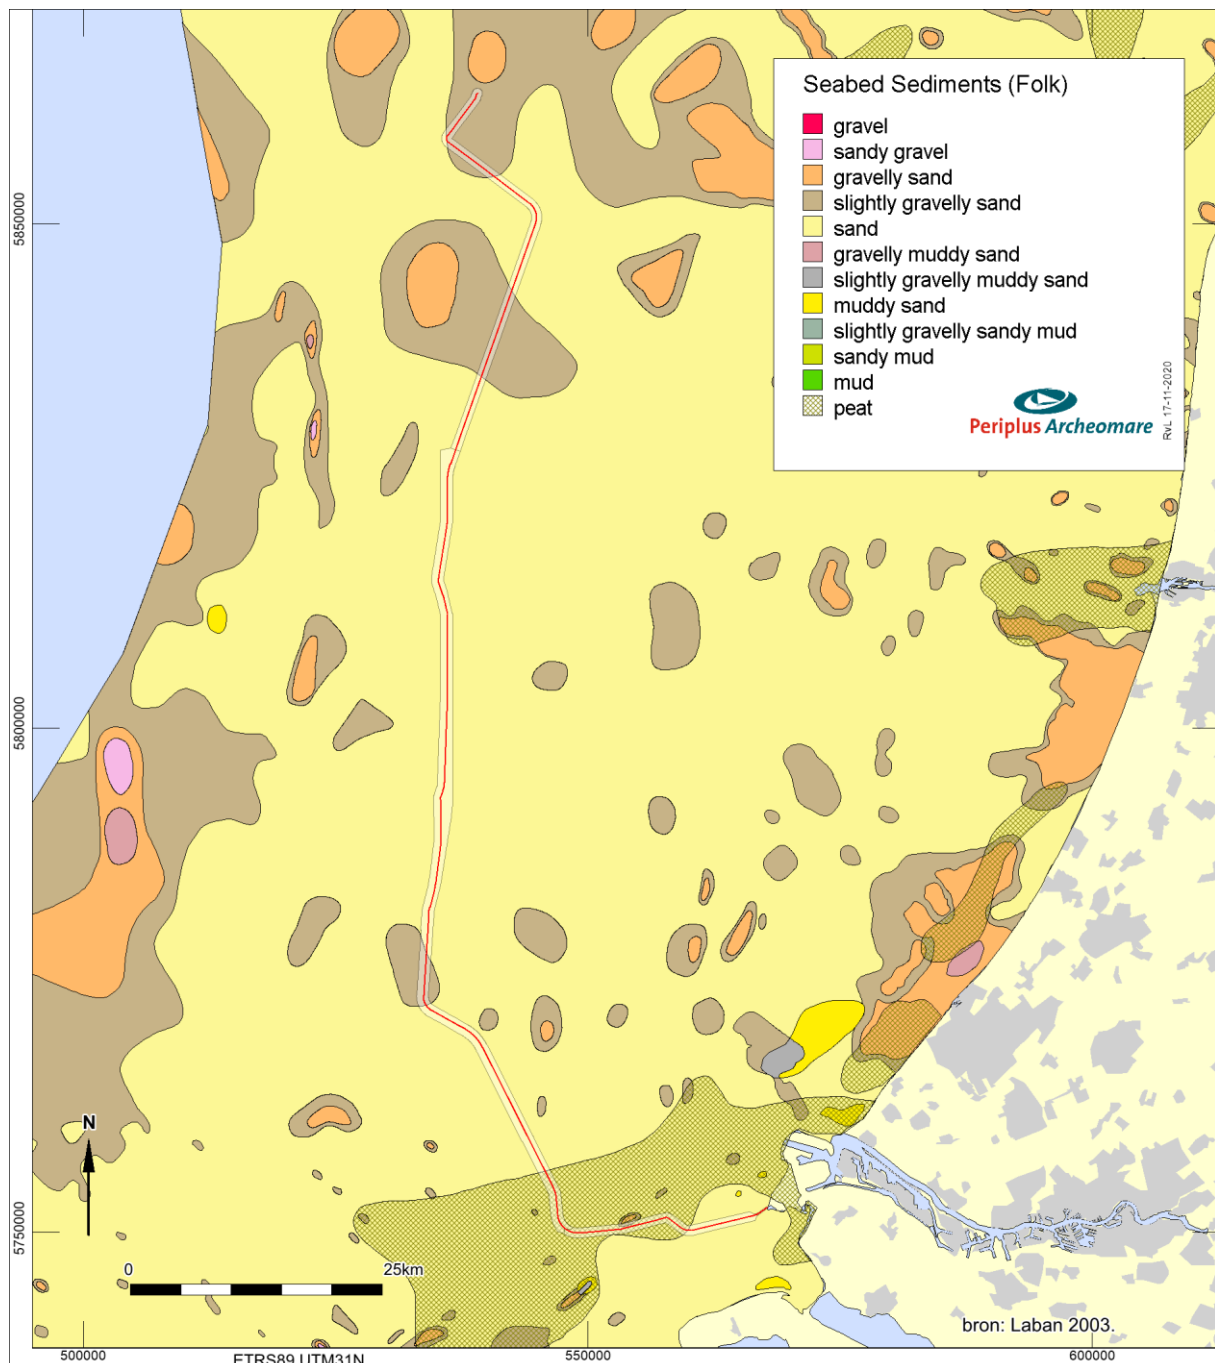 Seabed Sediments (Folk)
gravel
sandy gravel
gravelly sand
slightly gravelly sand
sand
gravelly muddy sand
slightly gravelly muddy sand
muddy sand
slightly gravelly sandy mud
sandy mud
mud
peat
Periplus Archeomare
RvL 17-11-2020
5850000
5800000
5750000
N
0 25km
bron: Laban 2003.
500000 550000 600000
ETRS89 UTM31N